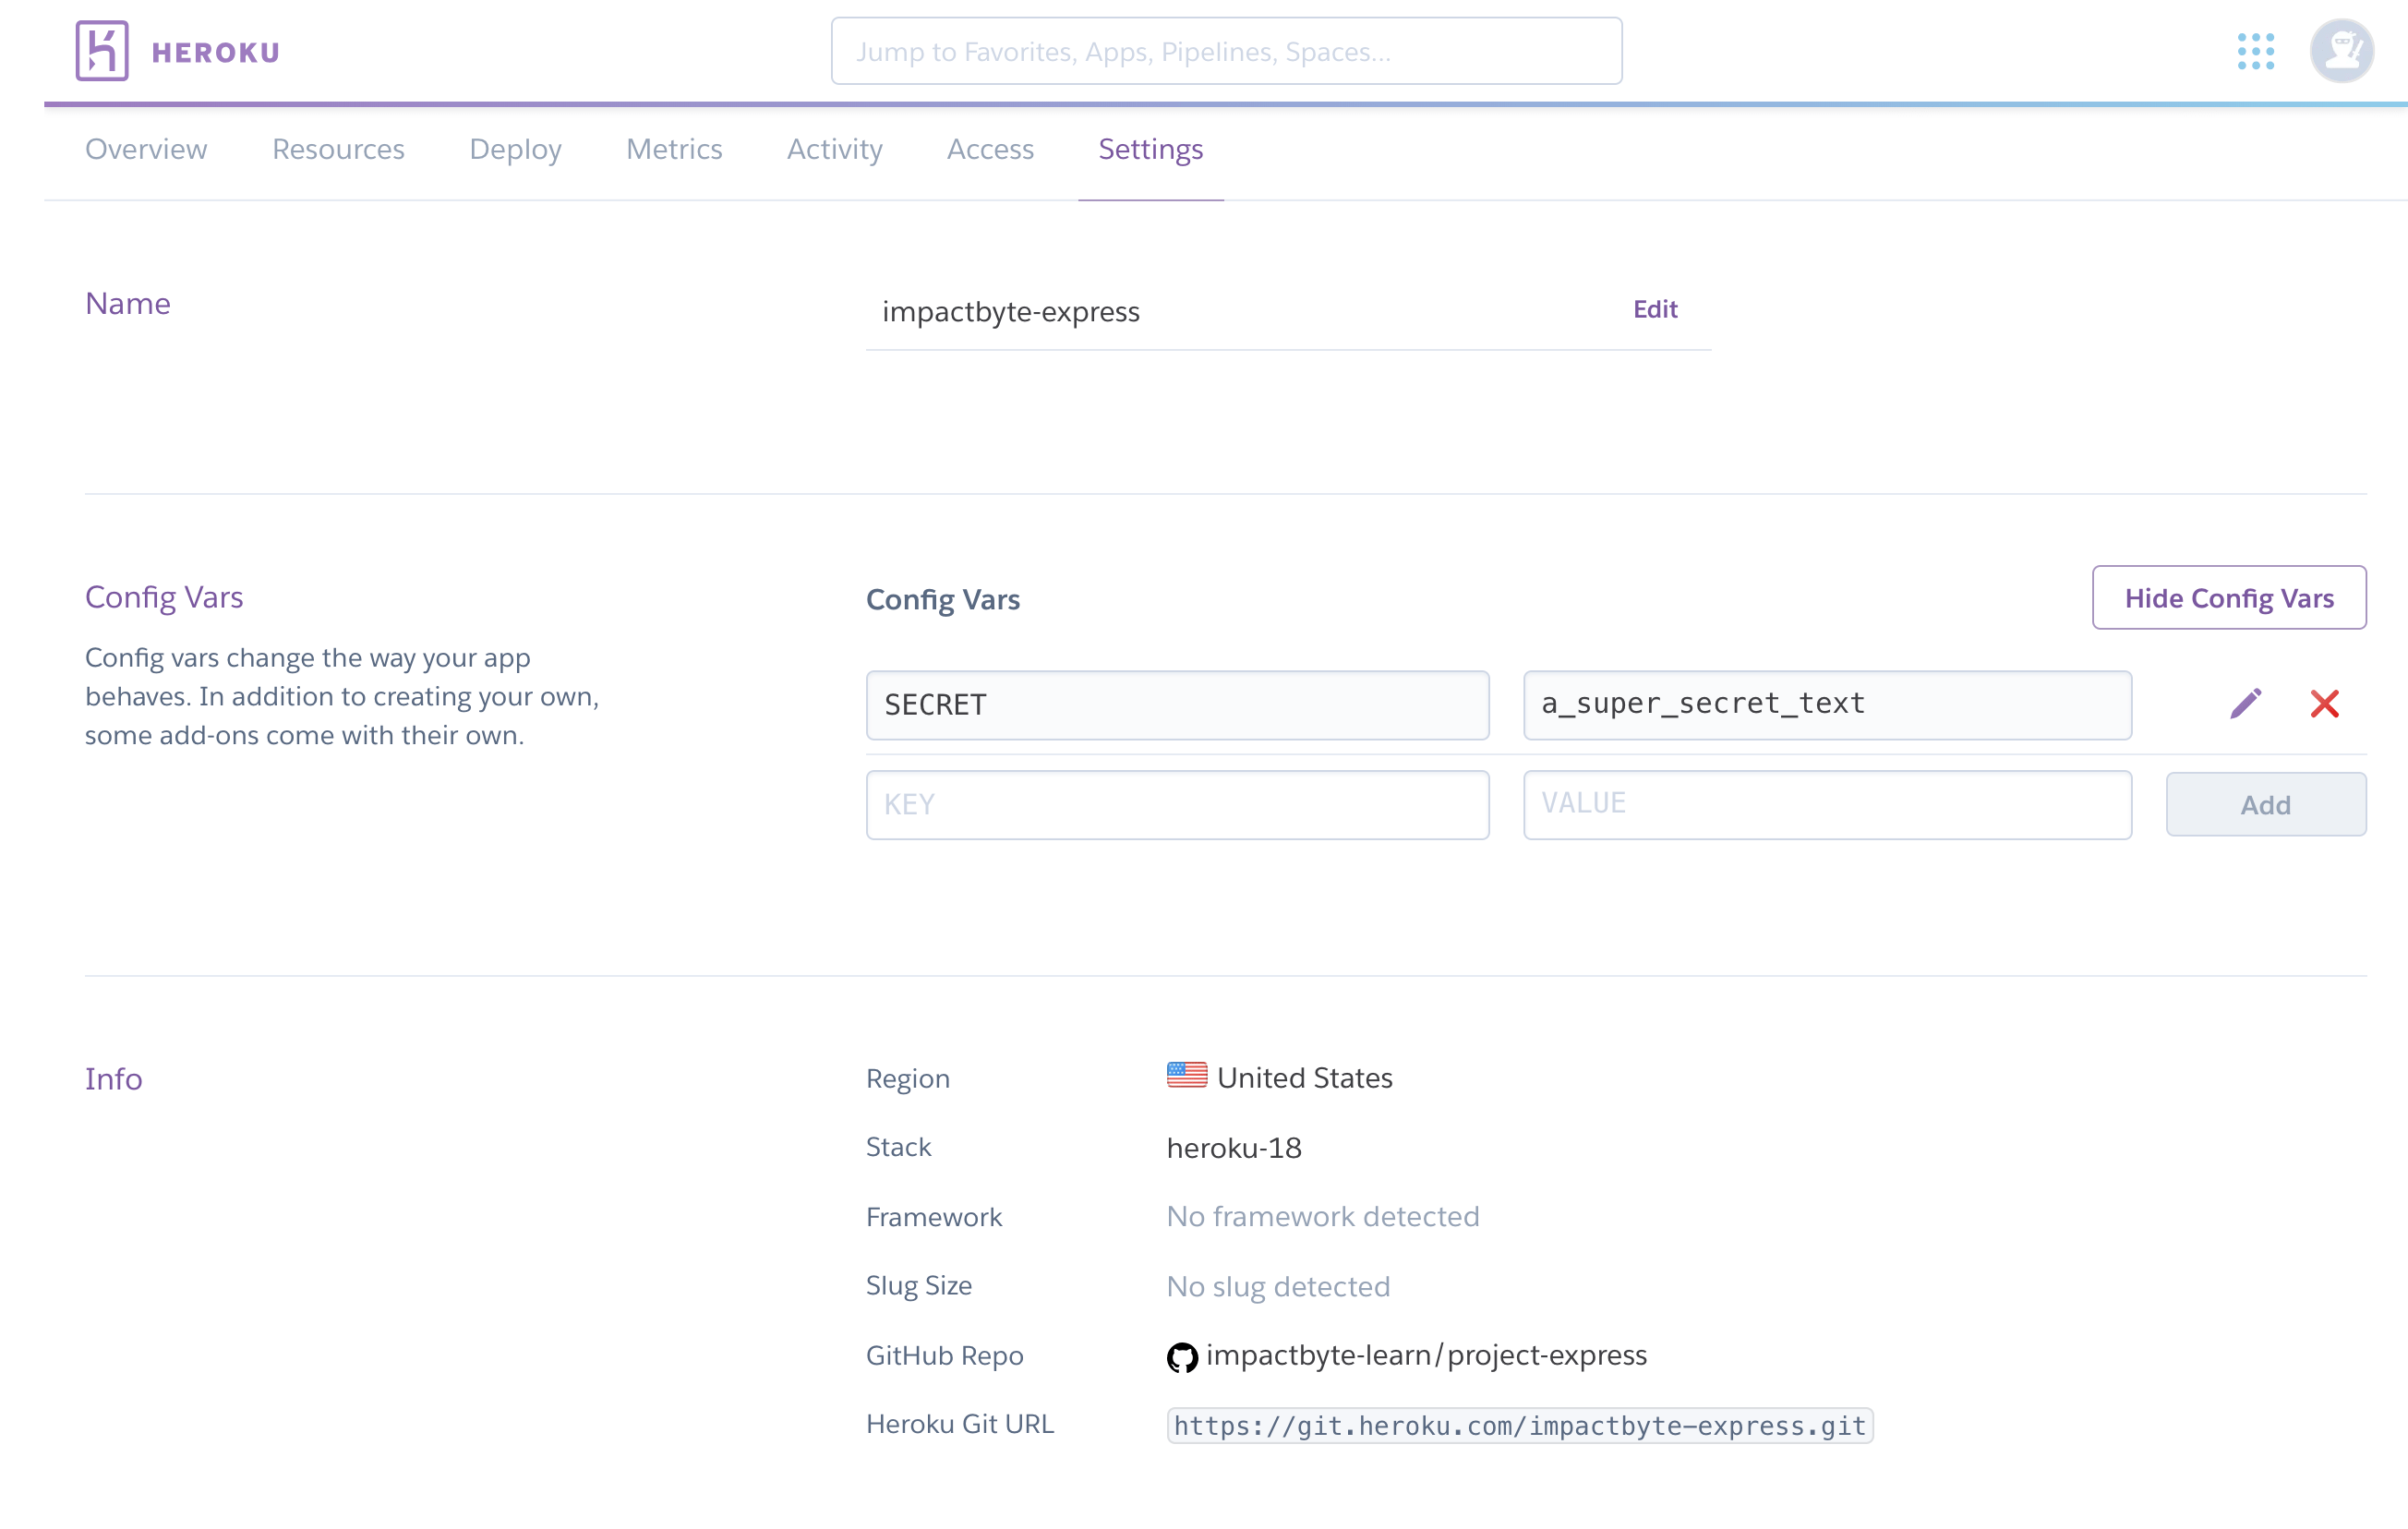 HEROKU
Jump to Favorites, Apps, Pipelines, Spaces...
Overview Resources Deploy Metrics Activity Access Settings
Name
impactbyte-express Edit
Config Vars
Config vars change the way your app
behaves. In addition to creating your own,
some add-ons come with their own.
Config Vars Hide Config Vars
SECRET a_super_secret_text
KEY VALUE Add
Info
Region United States
Stack heroku-18
Framework No framework detected
Slug Size No slug detected
GitHub Repo impactbyte-learn/project-express
Heroku Git URL https://git.heroku.com/impactbyte-express.git